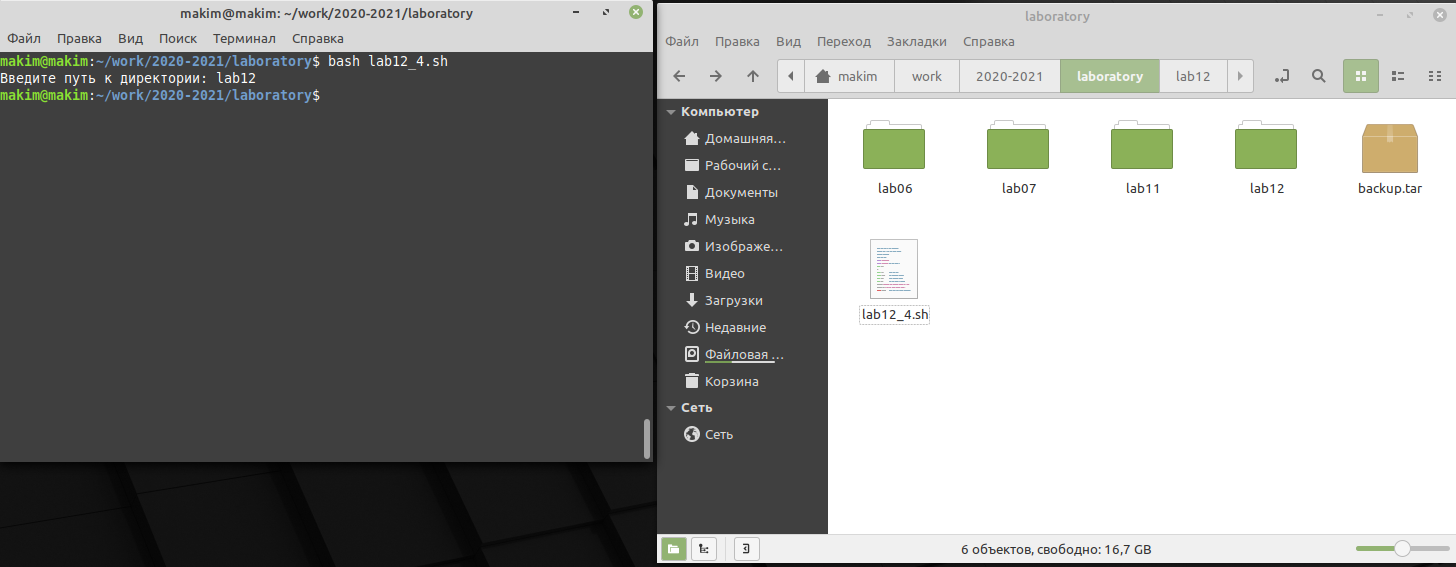 makim@makim: ~/work/2020-2021/laboratory
Файл Правка Вид Поиск Терминал Справка
makim@makim:~/work/2020-2021/laboratory$ bash lab12_4.sh
Введите путь к директории: lab12
makim@makim:~/work/2020-2021/laboratory$
laboratory
Файл Правка Вид Переход Закладки Справка
makim work 2020-2021 laboratory lab12
Компьютер
Домашняя...
Рабочий с...
Документы
Музыка
Изображе...
Видео
Загрузки
Недавние
Файловая ...
Корзина
Сеть
Сеть
lab06 lab07 lab11 lab12 backup.tar
lab12_4.sh
6 объектов, свободно: 16,7 GB